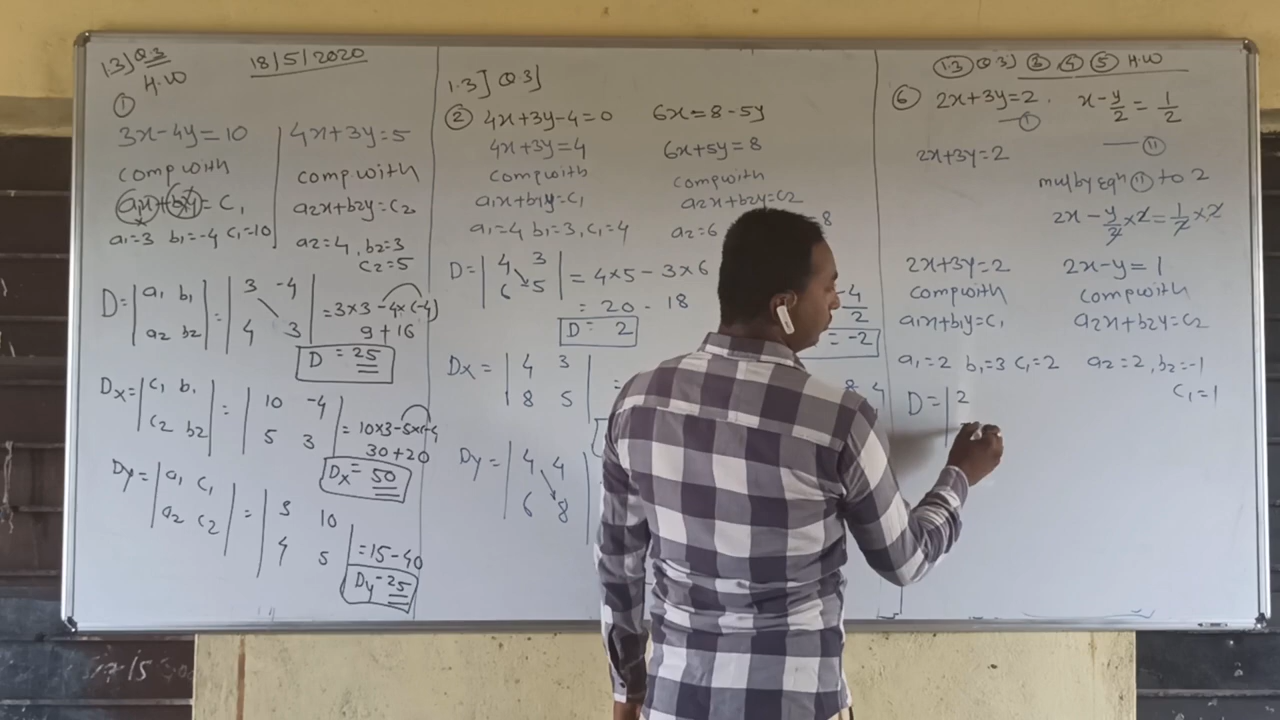 1.3] Q.3
H.W
18/5/2020
①
3x-4y=10
comp with
a1x+b1y=C1
a1=3 b1=-4 C1=10
4x+3y=5
comp.with
a2x+b2y=C2
a2=4, b2=3
C2=5
D=|a1 b1| = |3 -4| =3×3-4×(-4)
|a2 b2| |4 3| 9+16
D = 25
Dx=|C1 b1| = |10 -4| =10×3-5×-4
|C2 b2| |5 3| 30+20
Dx= 50
Dy=|a1 C1| = |3 10|
|a2 C2| |4 5| =15-40
Dy -25
1.3] Q.3]
② 4x+3y-4=0
4x+3y=4
comp with
a1x+b1y=C1
a1=4 b1=3, C1=4
6x=8-5y
6x+5y=8
comp with
a2x+b2y=C2
a2=6 8
D=|4 3| = 4×5-3×6
|6 5| = 20-18
D= 2
Dx = |4 3| =
|8 5|
Dy = |4 4|
|6 8|
-4
2
= -2
8 4
1.3 Q.3] ③ ④ ⑤ H.W
⑥ 2x+3y=2. x-y/2=1/2
—① —⑪
2x+3y=2
mul by eqn ⑪ to 2
2x-y/2×2=1/2×2
2x+3y=2 2x-y=1
comp with comp with
a1x+b1y=C1 a2x+b2y=C2
a1=2 b1=3 C1=2 a2=2, b2=-1
C1=1
D=|2